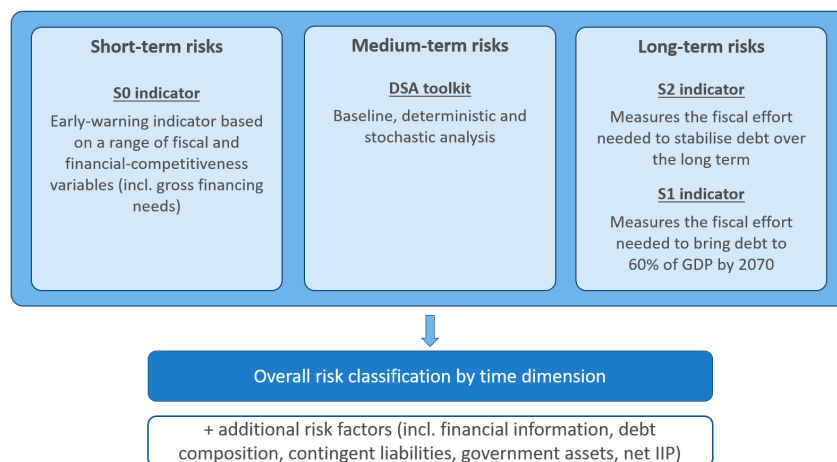 Short-term risks
S0 indicator
Early-warning indicator based
on a range of fiscal and
financial-competitiveness
variables (incl. gross financing
needs)
Medium-term risks
DSA toolkit
Baseline, deterministic and
stochastic analysis
Long-term risks
S2 indicator
Measures the fiscal effort
needed to stabilise debt over
the long term
S1 indicator
Measures the fiscal effort
needed to bring debt to
60% of GDP by 2070
Overall risk classification by time dimension
+ additional risk factors (incl. financial information, debt
composition, contingent liabilities, government assets, net IIP)